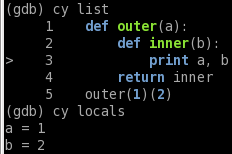 (gdb) cy list
1 def outer(a):
2 def inner(b):
> 3 print a, b
4 return inner
5 outer(1)(2)
(gdb) cy locals
a = 1
b = 2